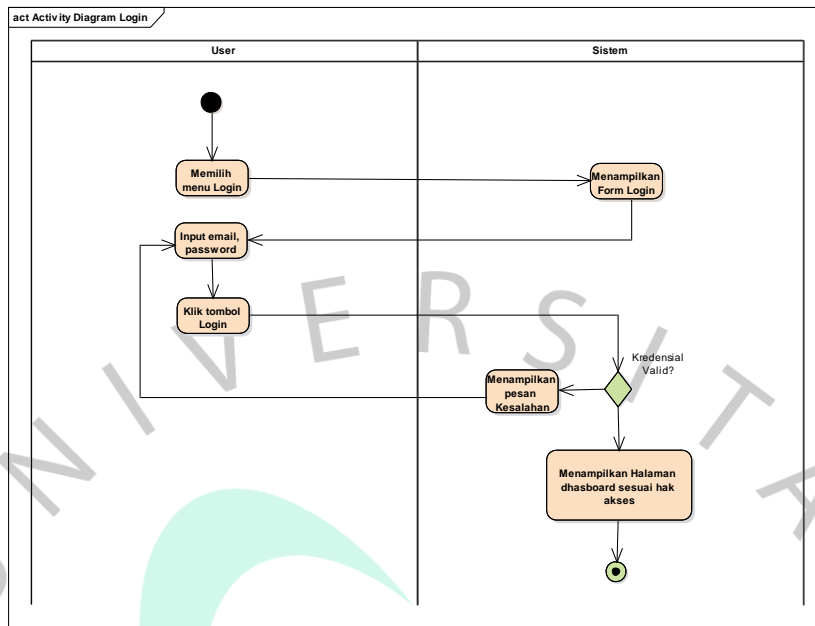 act Activity Diagram Login
User
Sistem
Memilih
menu Login
Menampilkan
Form Login
Input email,
password
Klik tombol
Login
Kredensial
Valid?
Menampilkan
pesan
Kesalahan
Menampilkan Halaman
dhasboard sesuai hak
akses
NIVERSITA